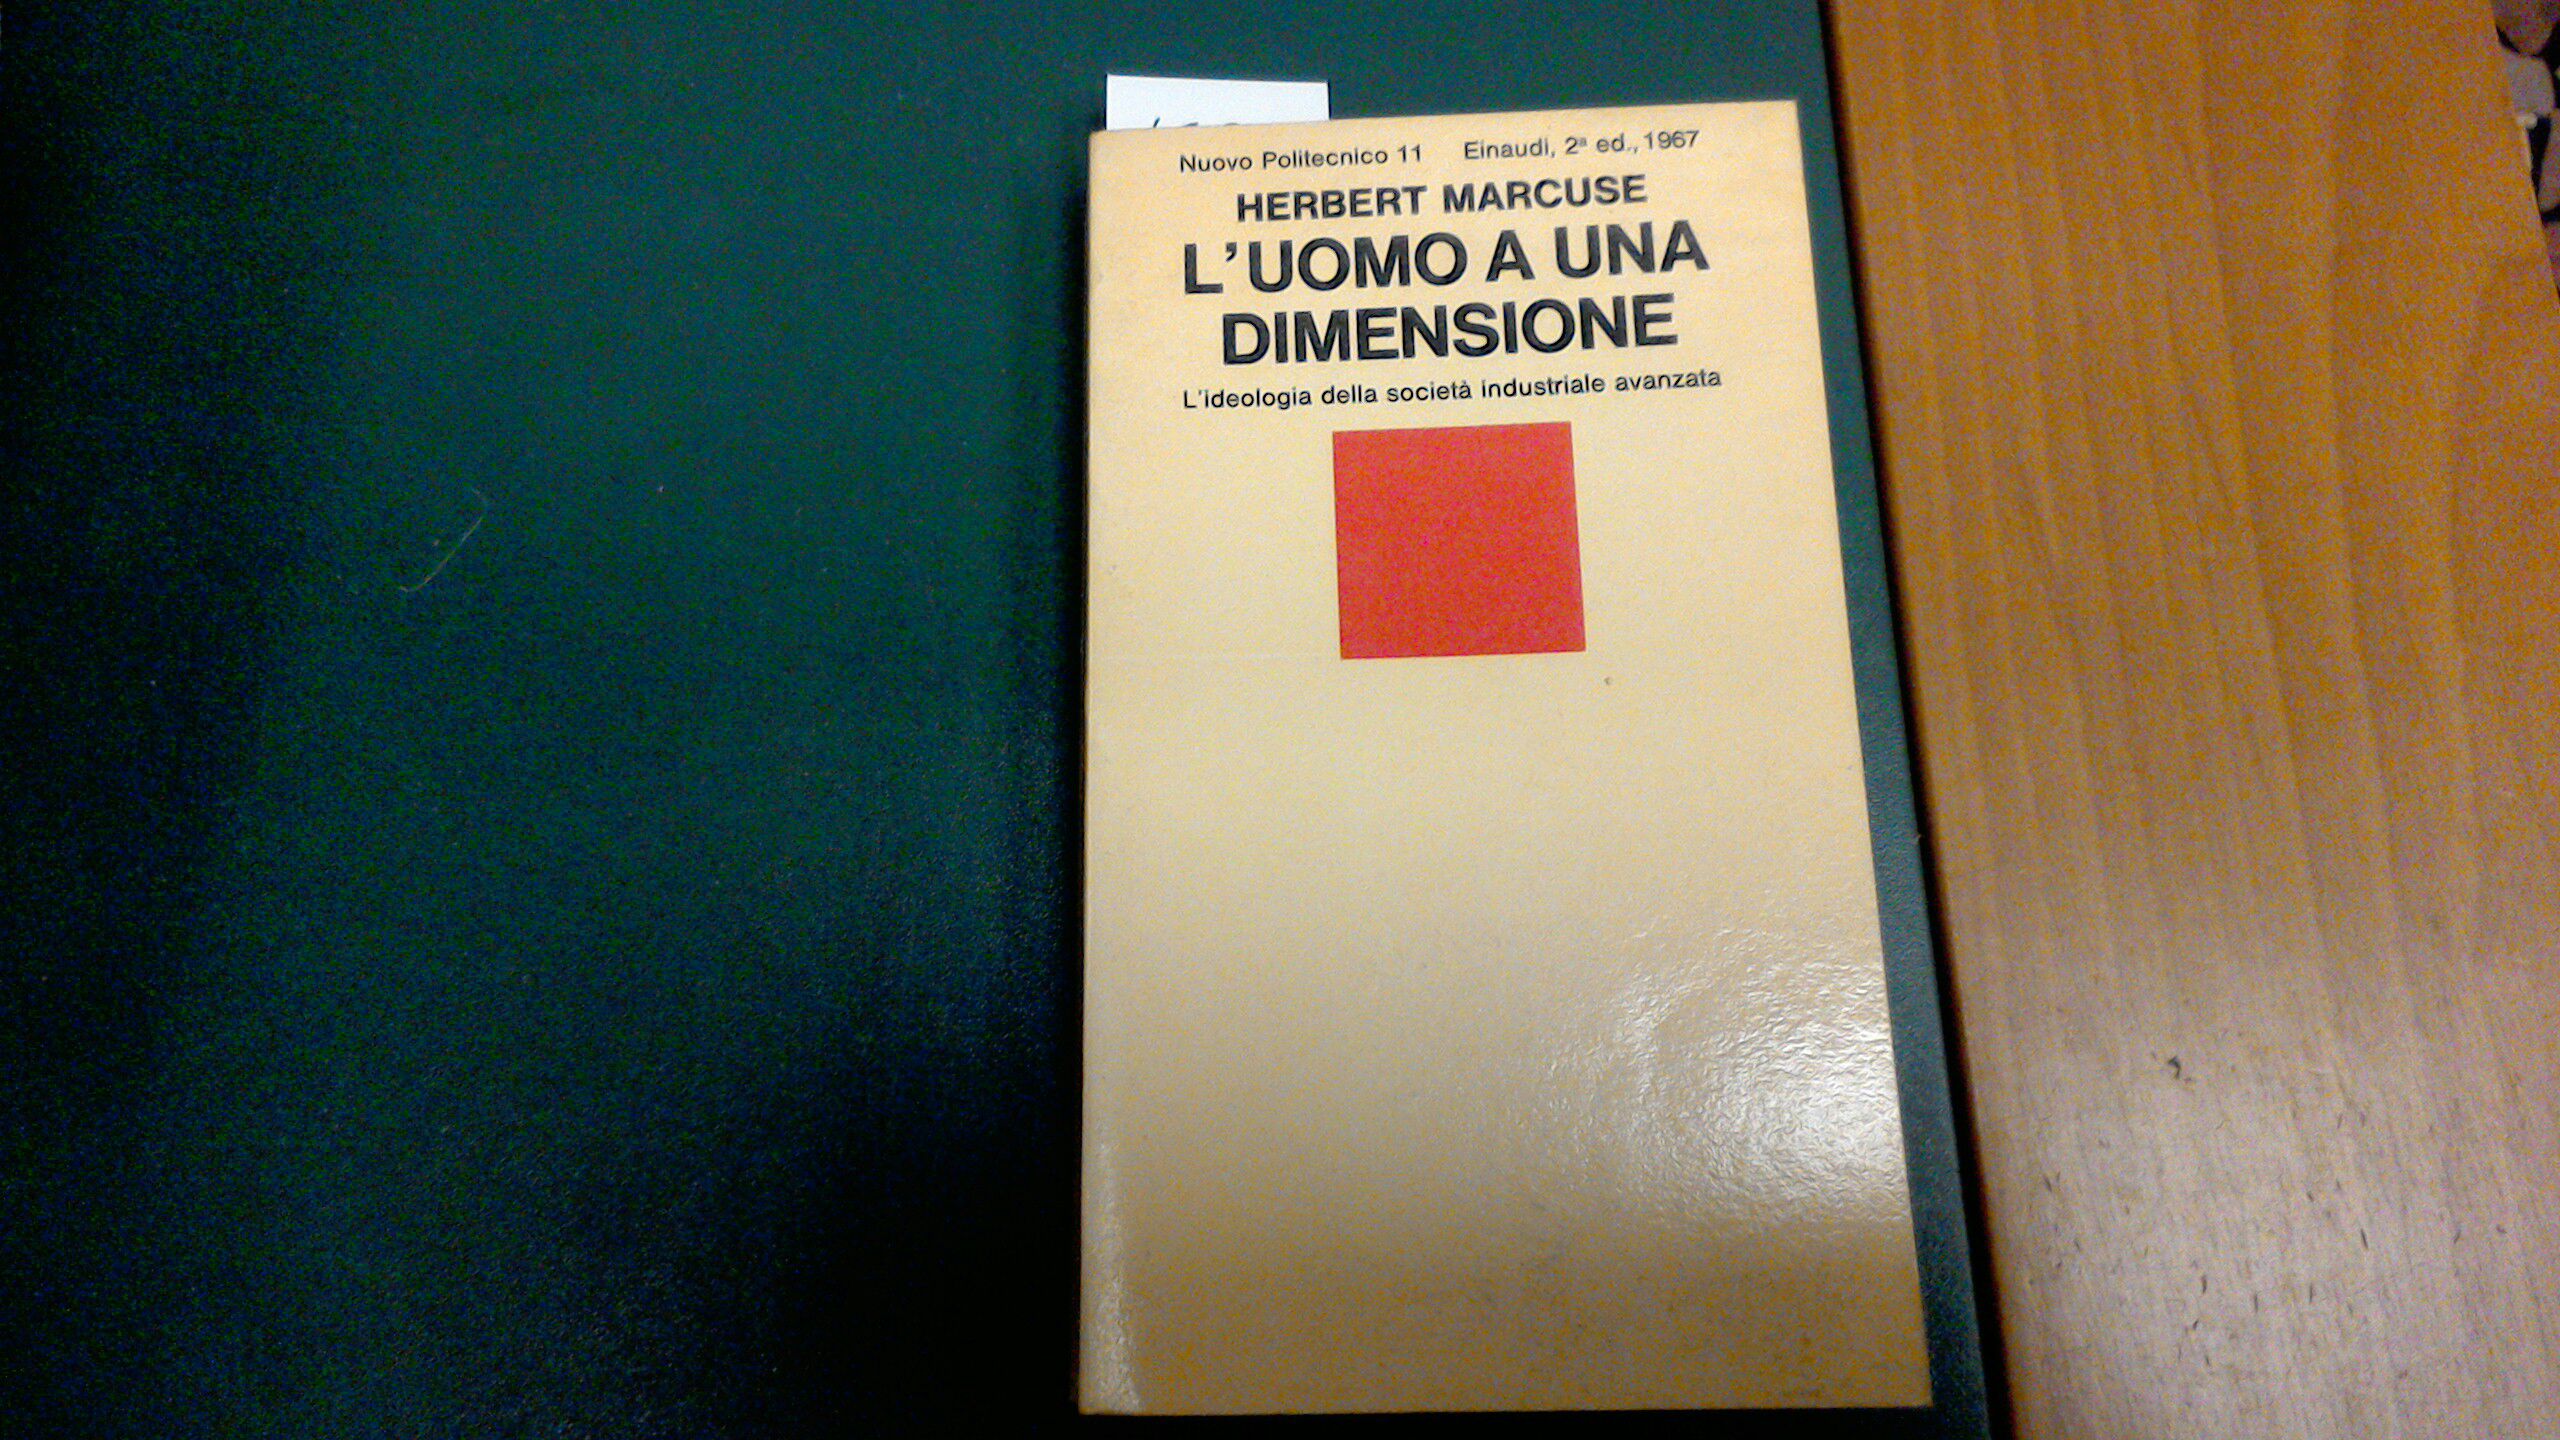 Nuovo Politecnico 11 Einaudi, 2ª ed., 1967
HERBERT MARCUSE
L'UOMO A UNA
DIMENSIONE
L'ideologia della società industriale avanzata